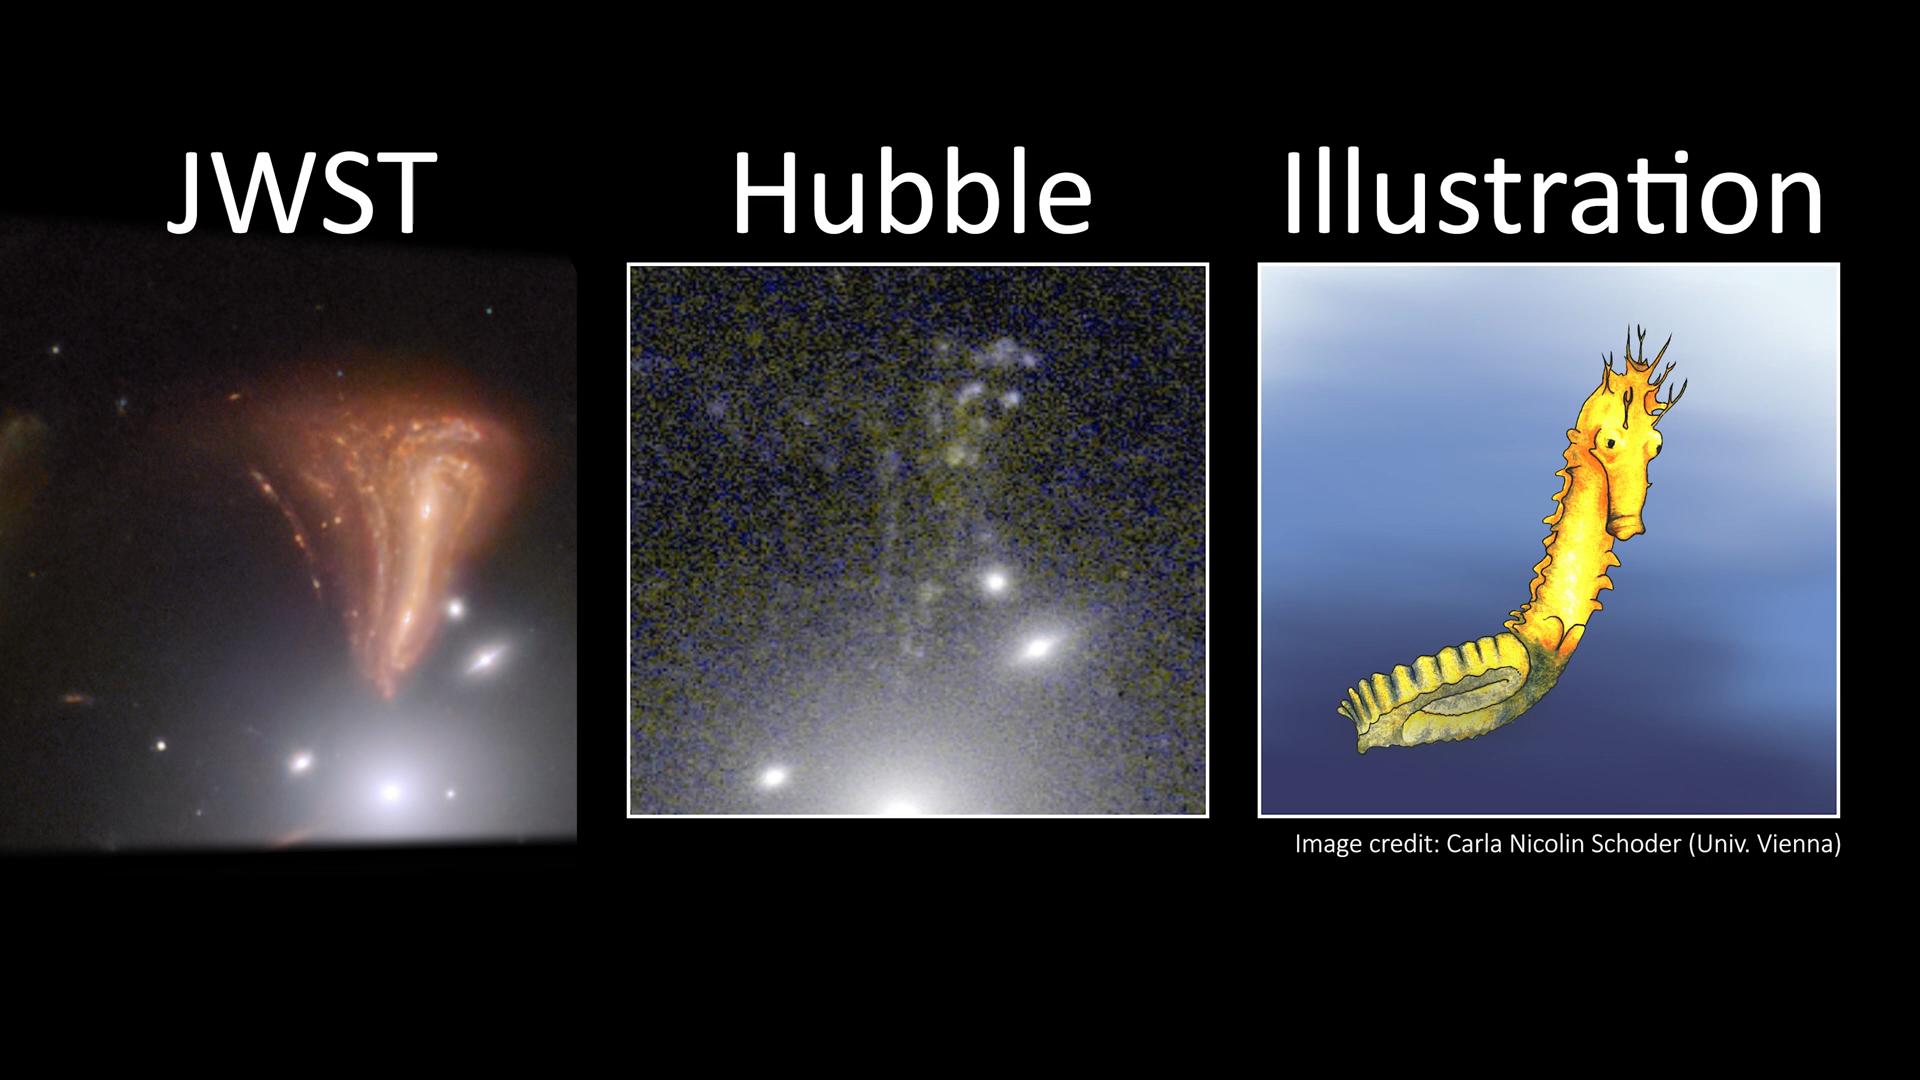 JWST
Hubble
Illustration
Image credit: Carla Nicolin Schoder (Univ. Vienna)